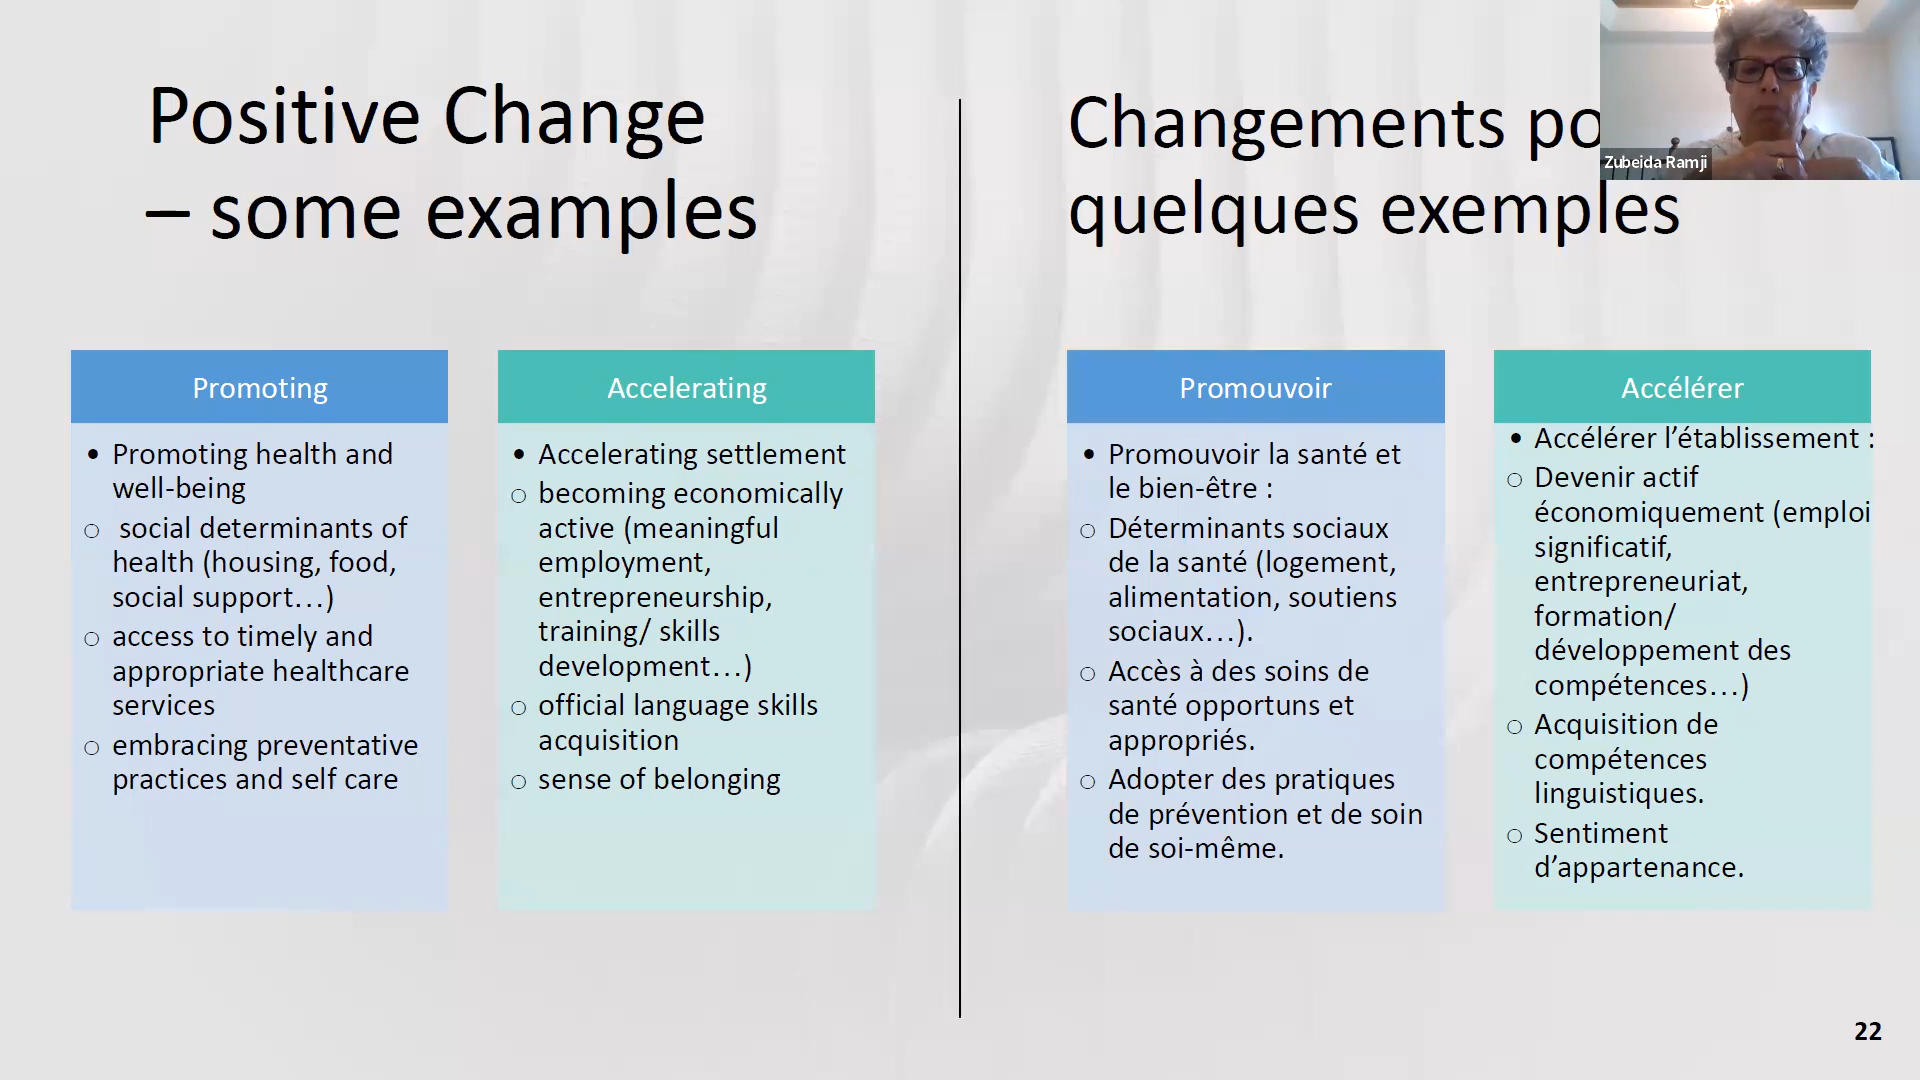 Positive Change
– some examples
Promoting
• Promoting health and
well-being
○ social determinants of
health (housing, food,
social support…)
○ access to timely and
appropriate healthcare
services
○ embracing preventative
practices and self care
Accelerating
• Accelerating settlement
○ becoming economically
active (meaningful
employment,
entrepreneurship,
training/ skills
development…)
○ official language skills
acquisition
○ sense of belonging
Changements po
quelques exemples
Promouvoir
• Promouvoir la santé et
le bien-être :
○ Déterminants sociaux
de la santé (logement,
alimentation, soutiens
sociaux…).
○ Accès à des soins de
santé opportuns et
appropriés.
○ Adopter des pratiques
de prévention et de soin
de soi-même.
Accélérer
• Accélérer l’établissement :
○ Devenir actif
économiquement (emploi
significatif,
entrepreneuriat,
formation/
développement des
compétences…)
○ Acquisition de
compétences
linguistiques.
○ Sentiment
d’appartenance.
Zubeida Ramji
22